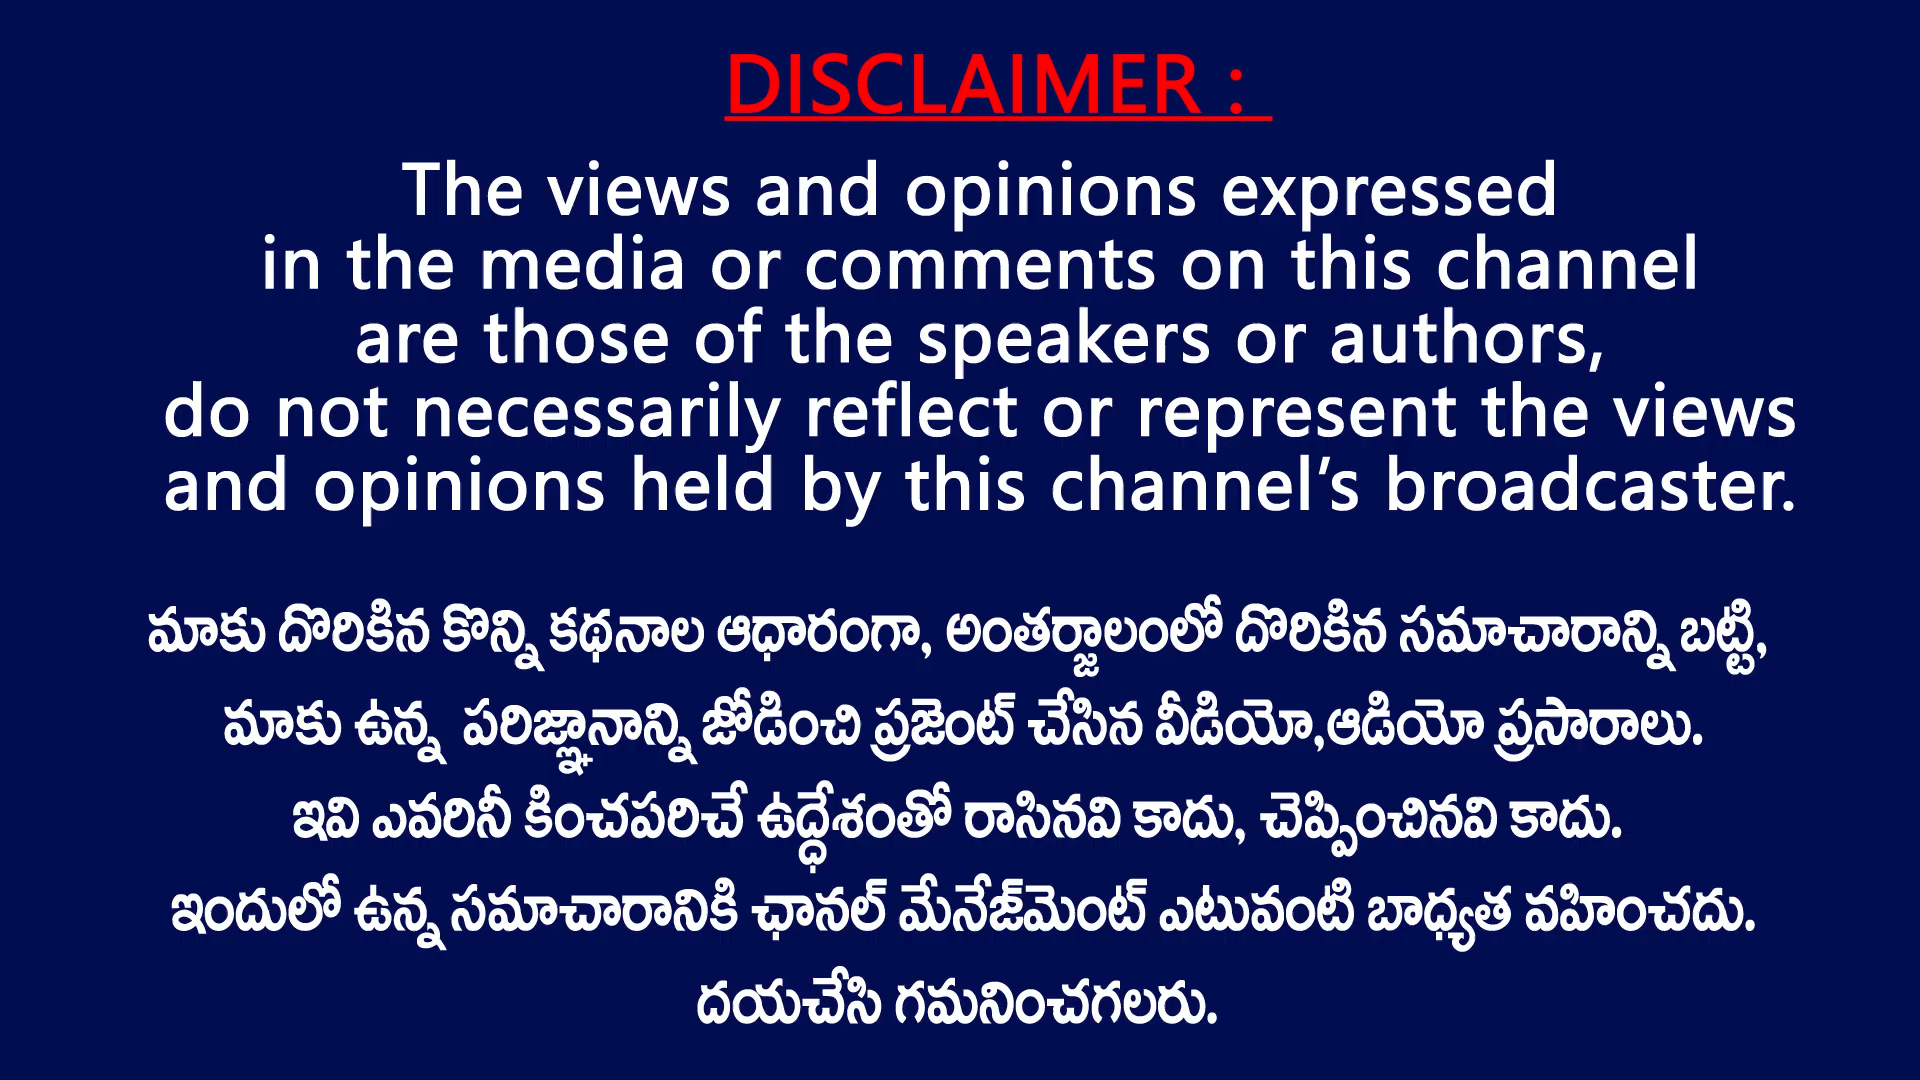 DISCLAIMER :
The views and opinions expressed
in the media or comments on this channel
are those of the speakers or authors,
do not necessarily reflect or represent the views
and opinions held by this channel’s broadcaster.
మాకు దొరికిన కొన్ని కథనాల ఆధారంగా, అంతర్జాలంలో దొరికిన సమాచారాన్ని బట్టి,
మాకు ఉన్న పరిజ్ఞానాన్ని జోడించి ప్రజెంట్ చేసిన వీడియో,ఆడియో ప్రసారాలు.
ఇవి ఎవరినీ కించపరిచే ఉద్ధేశంతో రాసినవి కాదు, చెప్పించినవి కాదు.
ఇందులో ఉన్న సమాచారానికి ఛానల్ మేనేజ్‌మెంట్ ఎటువంటి బాధ్యత వహించదు.
దయచేసి గమనించగలరు.